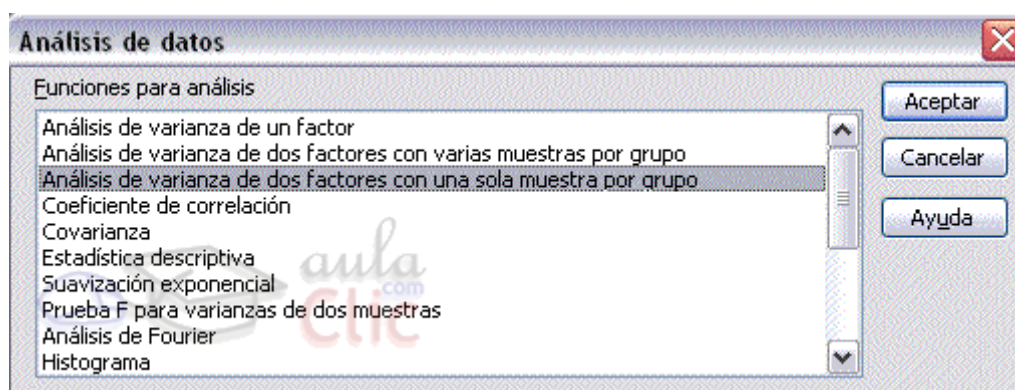 Análisis de datos
Funciones para análisis
Análisis de varianza de un factor
Análisis de varianza de dos factores con varias muestras por grupo
Análisis de varianza de dos factores con una sola muestra por grupo
Coeficiente de correlación
Covarianza
Estadística descriptiva
Suavización exponencial
Prueba F para varianzas de dos muestras
Análisis de Fourier
Histograma
Aceptar
Cancelar
Ayuda
aula
.com
Clic